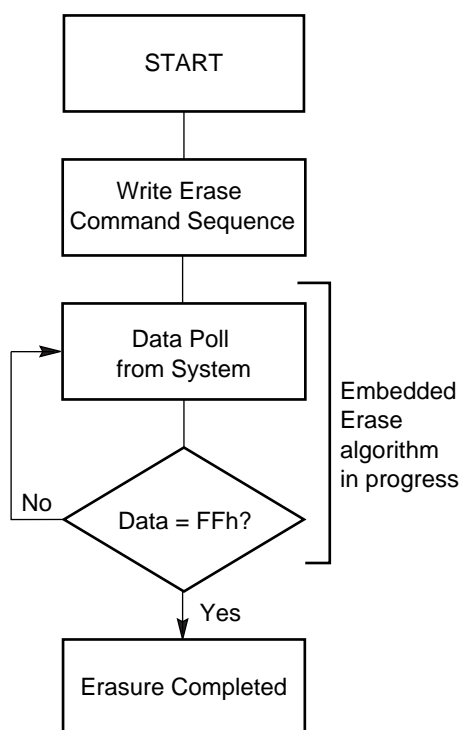 START
Write Erase
Command Sequence
Data Poll
from System
Embedded
Erase
algorithm
in progress
No
Data = FFh?
Yes
Erasure Completed